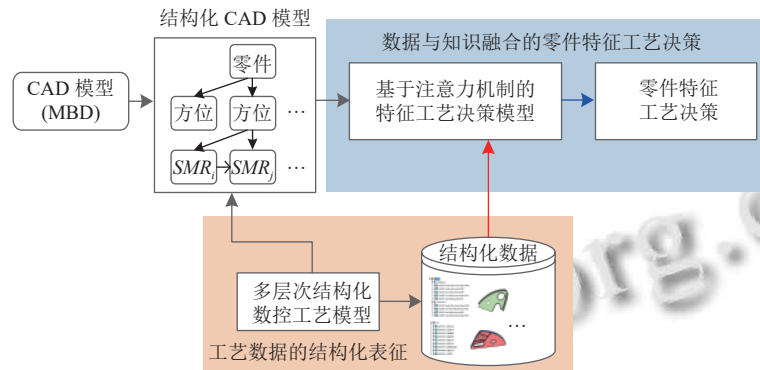 结构化 CAD 模型
数据与知识融合的零件特征工艺决策
CAD 模型
(MBD)
零件
方位
方位
…
SMRi
SMRj
…
基于注意力机制的
特征工艺决策模型
零件特征
工艺决策
结构化数据
…
多层次结构化
数控工艺模型
工艺数据的结构化表征
org.c